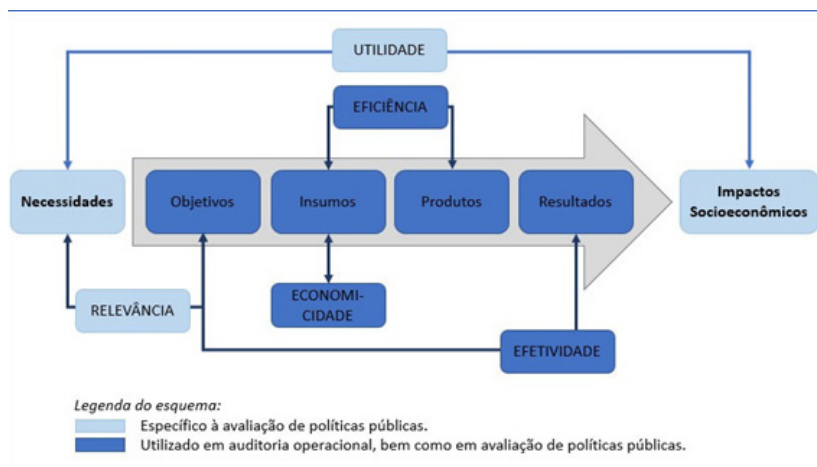 UTILIDADE
EFICIÊNCIA
Necessidades
Objetivos
Insumos
Produtos
Resultados
Impactos
Socioeconômicos
RELEVÂNCIA
ECONOMI-
CIDADE
EFETIVIDADE
Legenda do esquema:
Específico à avaliação de políticas públicas.
Utilizado em auditoria operacional, bem como em avaliação de políticas públicas.